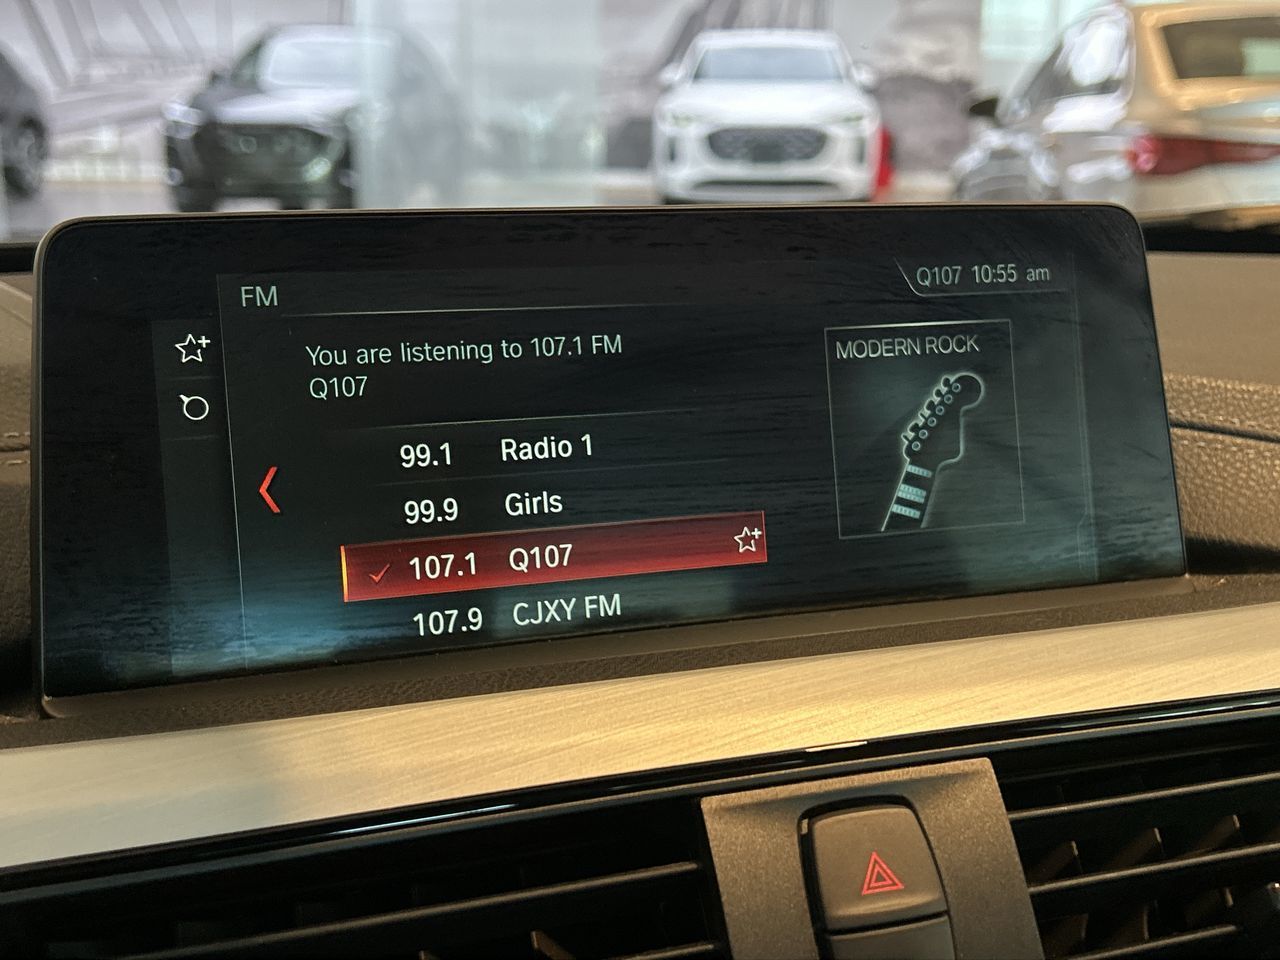 FM
Q107 10:55 am
You are listening to 107.1 FM
Q107
MODERN ROCK
99.1 Radio 1
99.9 Girls
107.1 Q107
107.9 CJXY FM